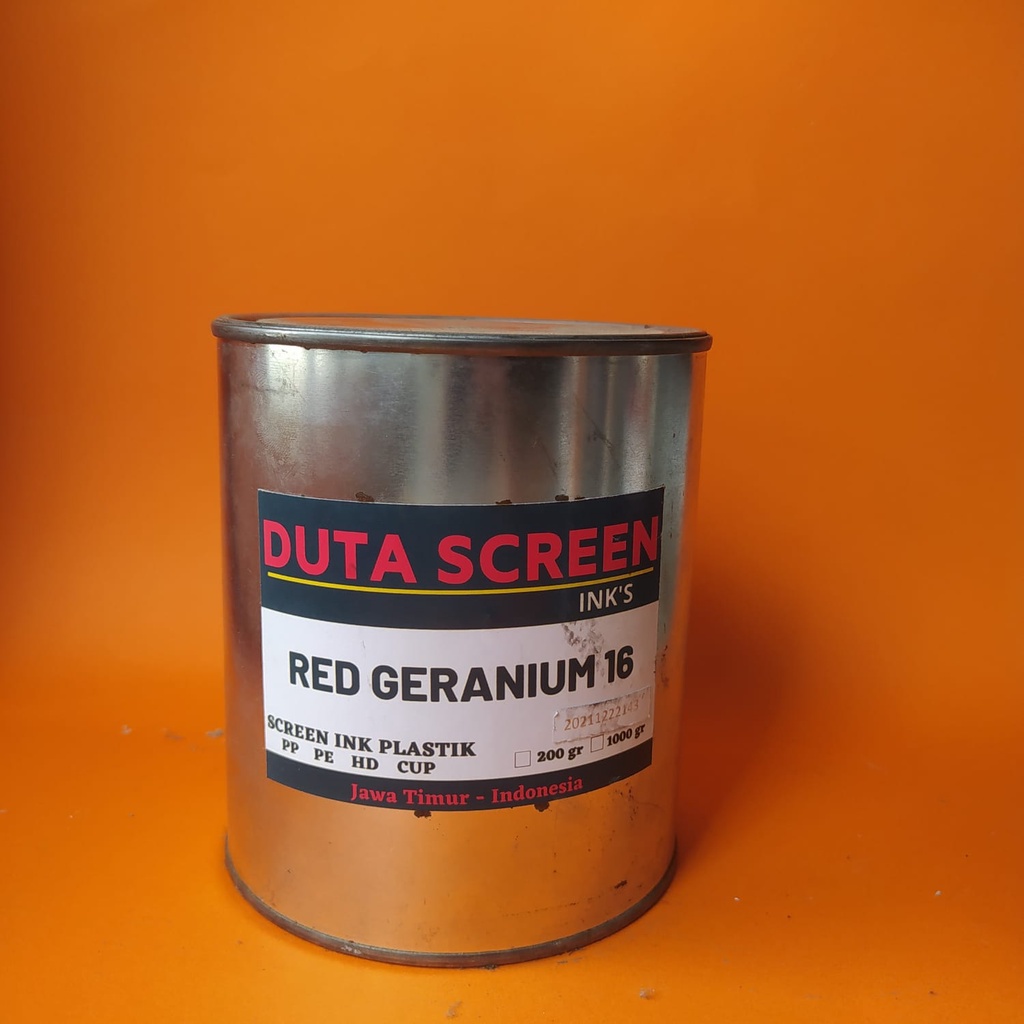 DUTA SCREEN
INK'S
RED GERANIUM 16
20211222143
SCREEN INK PLASTIK
PP PE HD CUP
200 gr 1000 gr
Jawa Timur - Indonesia